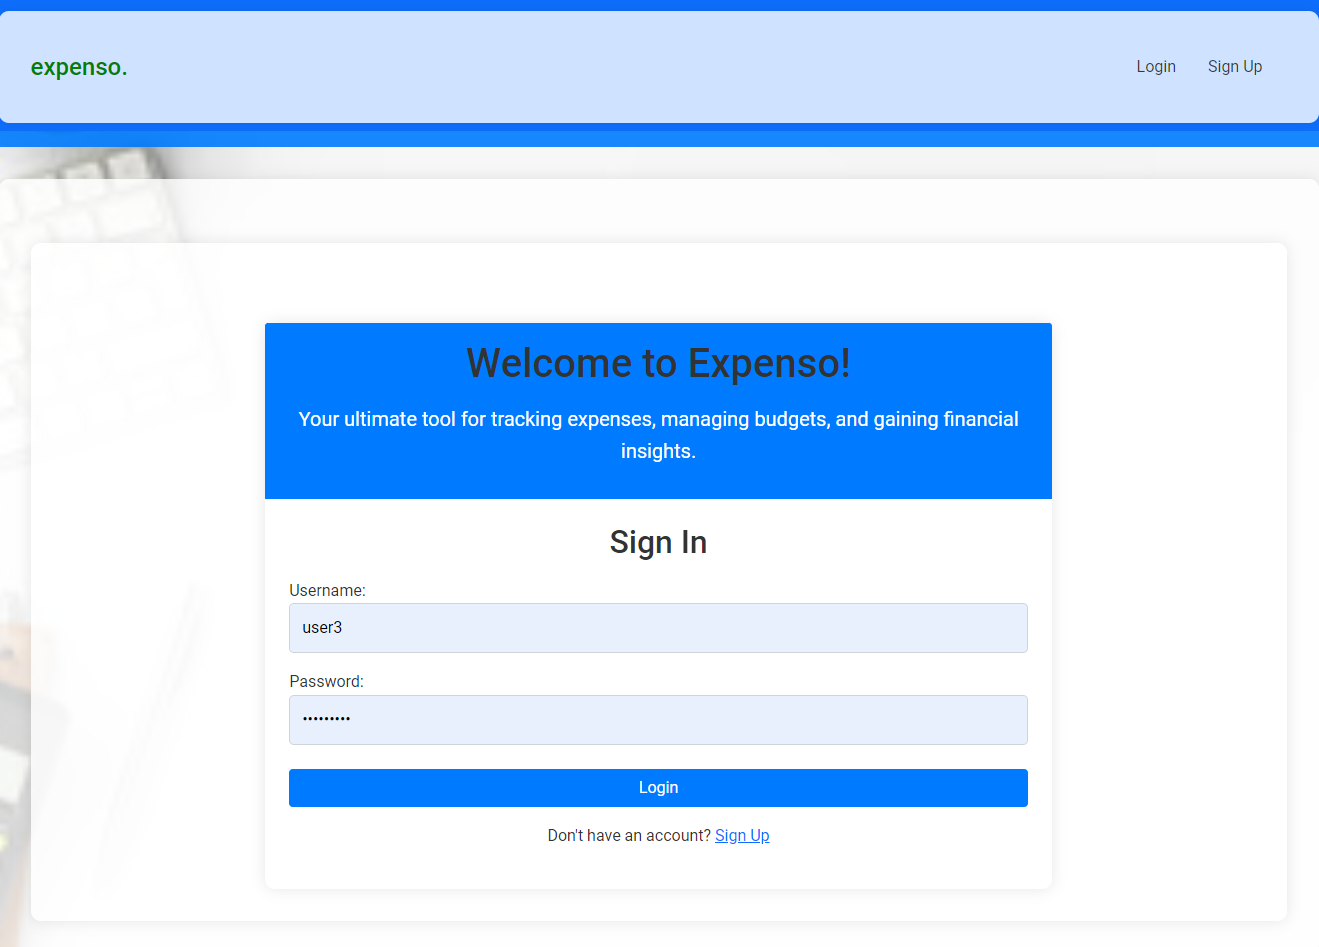 expenso.
Login
Sign Up
Welcome to Expenso!
Your ultimate tool for tracking expenses, managing budgets, and gaining financial
insights.
Sign In
Username:
user3
Password:
•••••••••
Login
Don't have an account? Sign Up